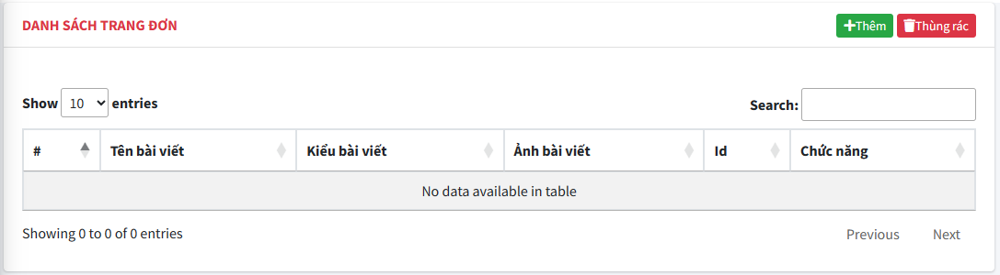 DANH SÁCH TRANG ĐƠN Thêm Thùng rác
Show 10 entries Search:
# Tên bài viết Kiểu bài viết Ảnh bài viết Id Chức năng
No data available in table
Showing 0 to 0 of 0 entries Previous Next